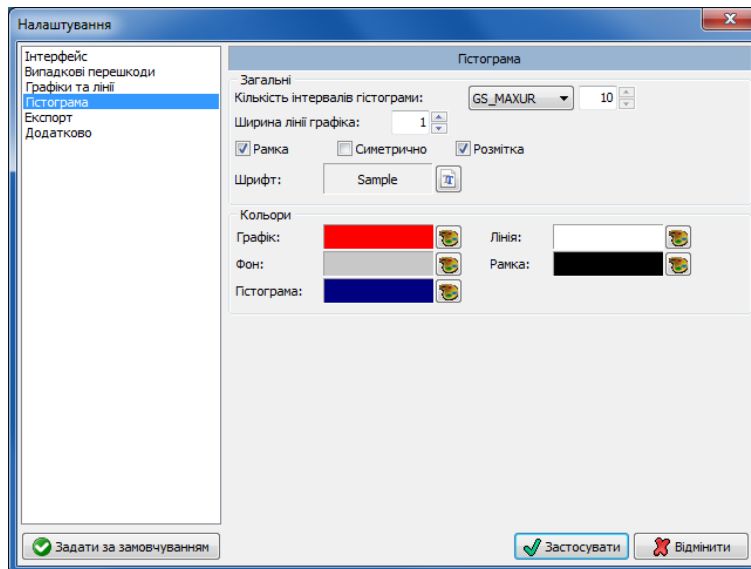 Налаштування
Інтерфейс
Випадкові перешкоди
Графіки та лінії
Гістограма
Експорт
Додатково
Гістограма
Загальні
Кількість інтервалів гістограми: GS_MAXUR 10
Ширина лінії графіка: 1
Рамка Симетрично Розмітка
Шрифт: Sample
Кольори
Графік: Лінія:
Фон: Рамка:
Гістограма:
Задати за замовчуванням Застосувати Відмінити